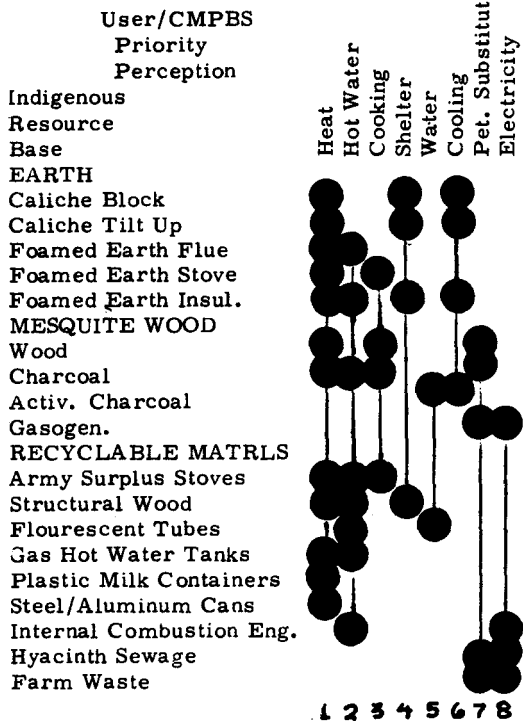 User/CMPBS
Priority
Perception
Indigenous
Resource
Base
Heat
Hot Water
Cooking
Shelter
Water
Cooling
Pet. Substitut
Electricity
EARTH
Caliche Block
Caliche Tilt Up
Foamed Earth Flue
Foamed Earth Stove
Foamed Earth Insul.
MESQUITE WOOD
Wood
Charcoal
Activ. Charcoal
Gasogen.
RECYCLABLE MATRLS
Army Surplus Stoves
Structural Wood
Flourescent Tubes
Gas Hot Water Tanks
Plastic Milk Containers
Steel/Aluminum Cans
Internal Combustion Eng.
Hyacinth Sewage
Farm Waste
1 2 3 4 5 6 7 8